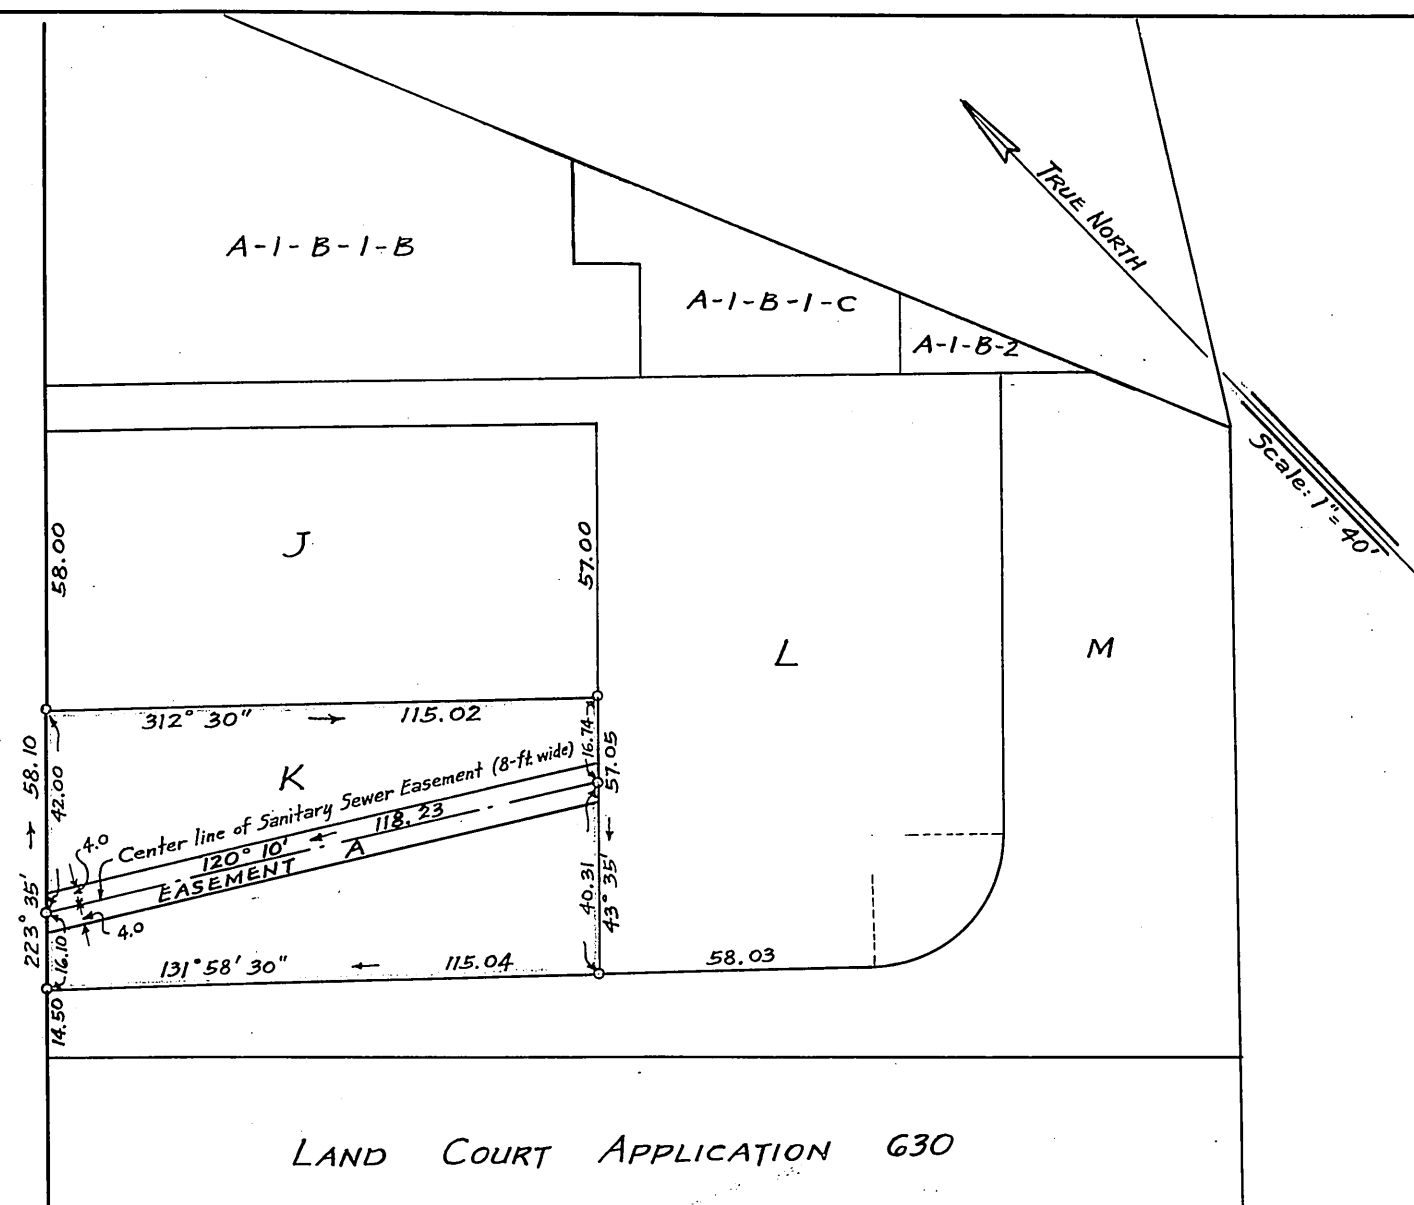 TRUE NORTH
A-1-B-1-B
A-1-B-1-C
A-1-B-2
Scale: 1"=40'
58.00
J
57.00
L
M
312° 30"
115.02
223° 35'
58.10
42.00
K
16.74
57.05
Center line of Sanitary Sewer Easement (8-ft. wide)
118.23
120° 10'
EASEMENT A
4.0
4.0
40.31
43° 35'
16.10
131° 58' 30"
115.04
58.03
14.50
LAND COURT APPLICATION 630